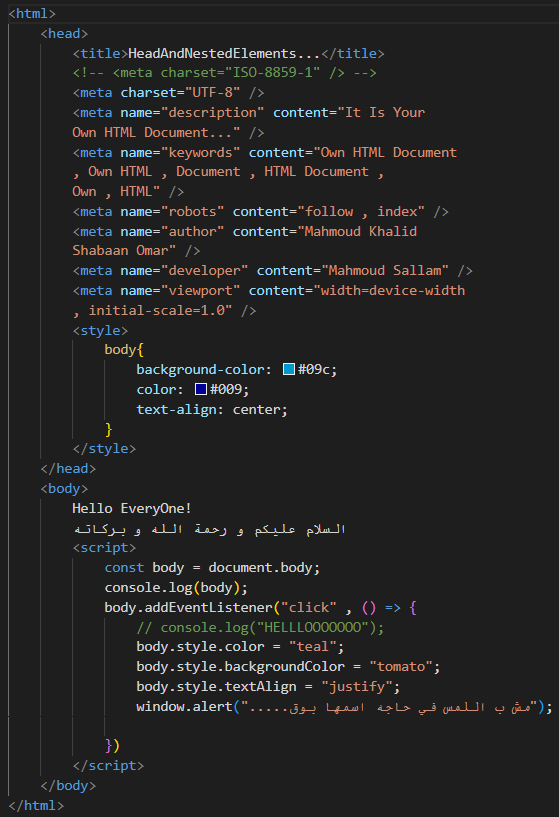 <html>
<head>
<title>HeadAndNestedElements...</title>
<!-- <meta charset="ISO-8859-1" /> -->
<meta charset="UTF-8" />
<meta name="description" content="It Is Your
Own HTML Document..." />
<meta name="keywords" content="Own HTML Document
, Own HTML , Document , HTML Document ,
Own , HTML" />
<meta name="robots" content="follow , index" />
<meta name="author" content="Mahmoud Khalid
Shabaan Omar" />
<meta name="developer" content="Mahmoud Sallam" />
<meta name="viewport" content="width=device-width
, initial-scale=1.0" />
<style>
body{
background-color: #09c;
color: #009;
text-align: center;
}
</style>
</head>
<body>
Hello EveryOne!
السلام عليكم و رحمة الله و بركاته
<script>
const body = document.body;
console.log(body);
body.addEventListener("click" , () => {
// console.log("HELLLOOOOOOO");
body.style.color = "teal";
body.style.backgroundColor = "tomato";
body.style.textAlign = "justify";
window.alert("مش ب اللمس في حاجه اسمها بوق.....");
})
</script>
</body>
</html>